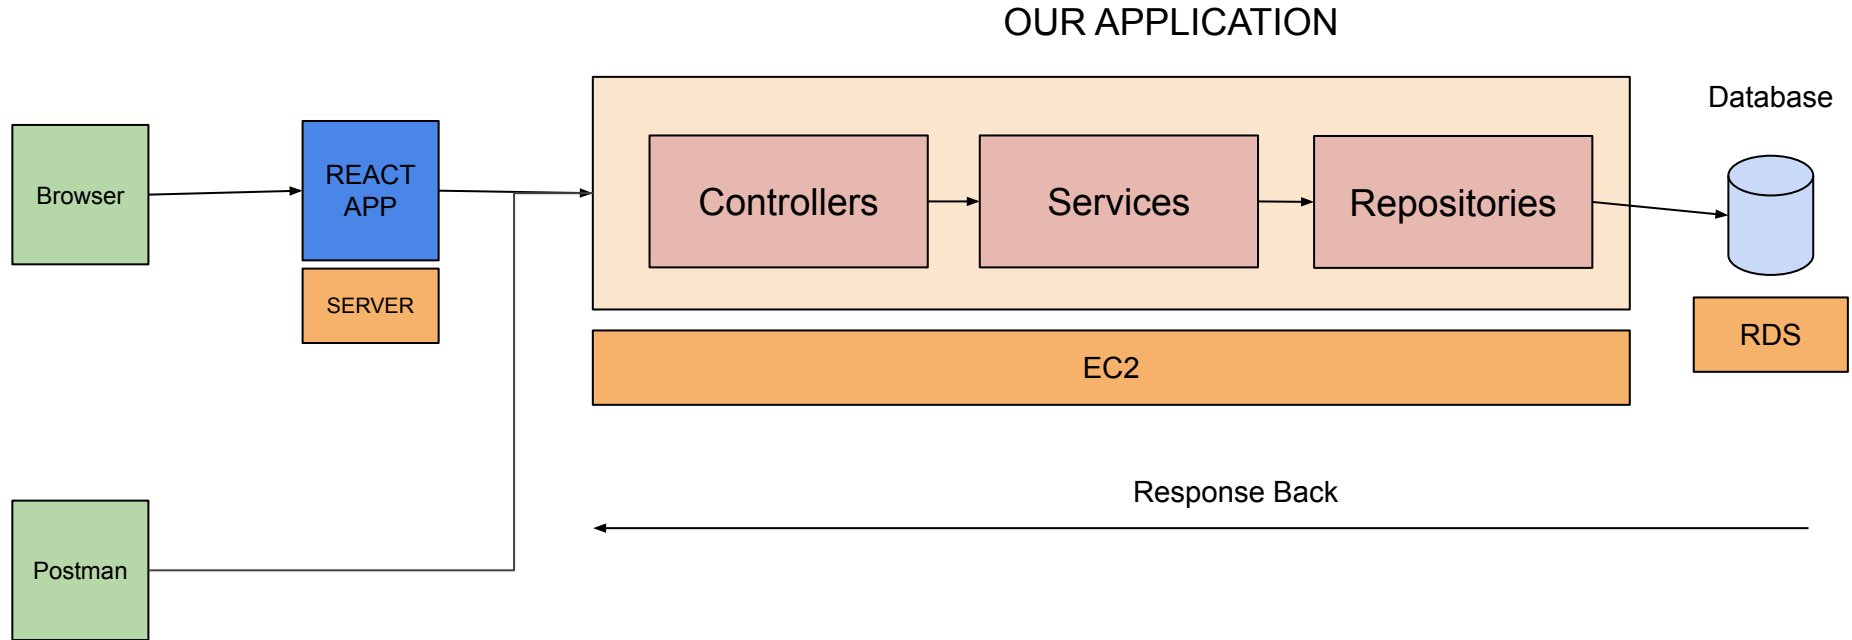 OUR APPLICATION
Database
Browser
REACT
APP
Controllers
Services
Repositories
SERVER
RDS
EC2
Response Back
Postman